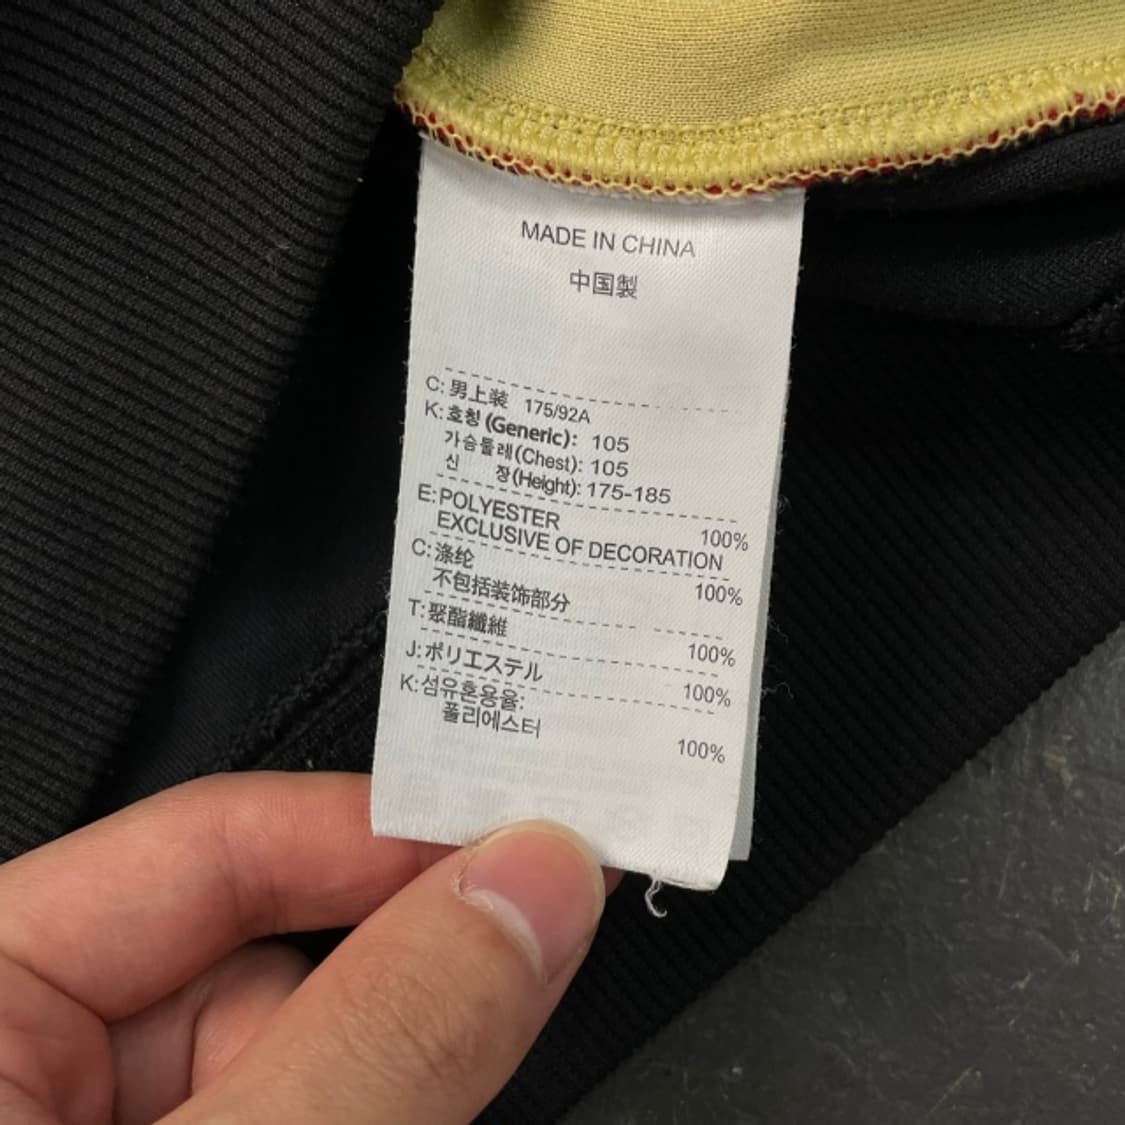 MADE IN CHINA
中国製
C: 男上装 175/92A
K: 호칭 (Generic): 105
가슴둘레(Chest): 105
신 장(Height): 175-185
E: POLYESTER 100%
EXCLUSIVE OF DECORATION
C: 涤纶 100%
不包括装饰部分
T: 聚酯纖維 100%
J: ポリエステル 100%
K: 섬유혼용율:
폴리에스터 100%